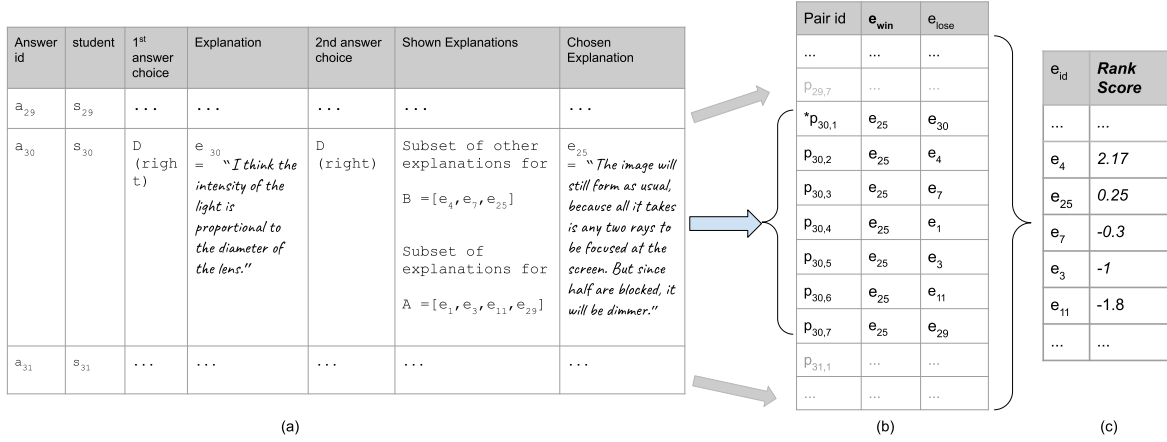 Answer id
student
1st answer choice
Explanation
2nd answer choice
Shown Explanations
Chosen Explanation
a29
s29
...
...
...
...
...
a30
s30
D
(righ
t)
e 30
= "I think the
intensity of the
light is
proportional to
the diameter of
the lens."
D
(right)
Subset of other
explanations for
B =[e4,e7,e25]
Subset of
explanations for
A =[e1,e3,e11,e29]
e25
= "The image will
still form as usual,
because all it takes
is any two rays to
be focused at the
screen. But since
half are blocked, it
will be dimmer."
a31
s31
...
...
...
...
...
(a)
Pair id ewin elose
... ... ...
p29,7 ... ...
*p30,1 e25 e30
p30,2 e25 e4
p30,3 e25 e7
p30,4 e25 e1
p30,5 e25 e3
p30,6 e25 e11
p30,7 e25 e29
p31,1 ... ...
... ... ...
(b)
eid Rank
Score
... ...
e4 2.17
e25 0.25
e7 -0.3
e3 -1
e11 -1.8
... ...
(c)